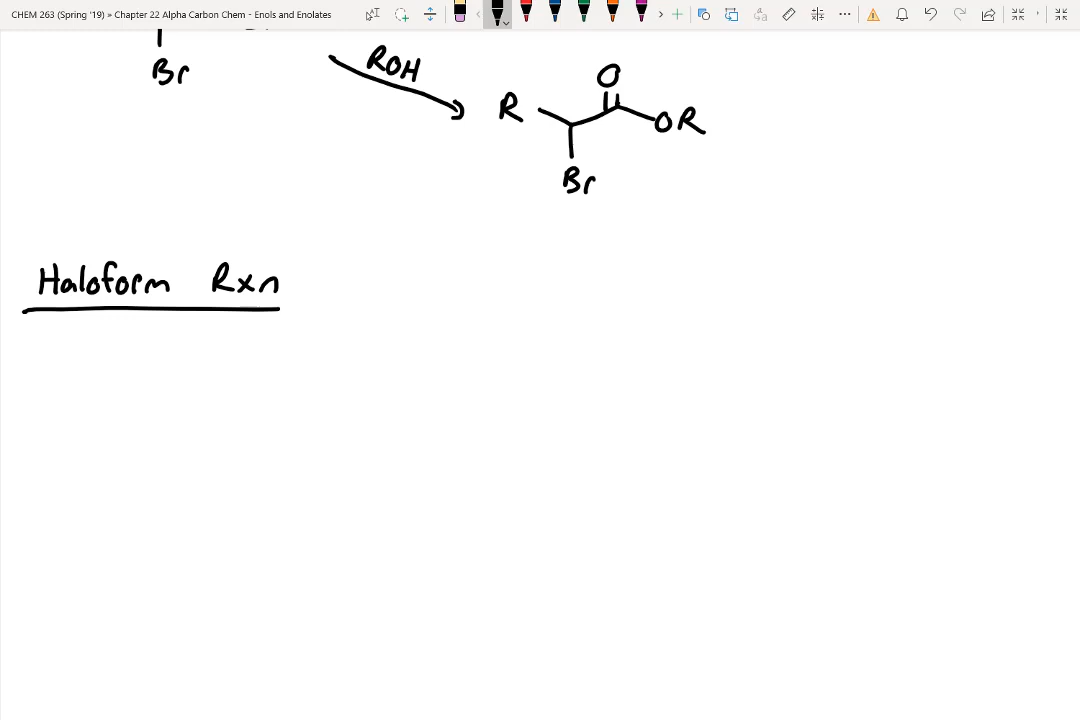 CHEM 263 (Spring '19) » Chapter 22 Alpha Carbon Chem - Enols and Enolates
Br
ROH
O
R
OR
Br
Haloform Rxn